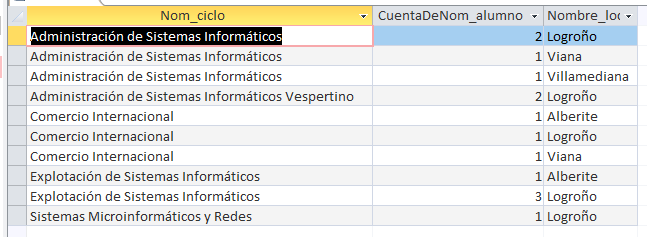 Nom_ciclo CuentaDeNom_alumno Nombre_loc
Administración de Sistemas Informáticos 2 Logroño
Administración de Sistemas Informáticos 1 Viana
Administración de Sistemas Informáticos 1 Villamediana
Administración de Sistemas Informáticos Vespertino 2 Logroño
Comercio Internacional 1 Alberite
Comercio Internacional 1 Logroño
Comercio Internacional 1 Viana
Explotación de Sistemas Informáticos 1 Alberite
Explotación de Sistemas Informáticos 3 Logroño
Sistemas Microinformáticos y Redes 1 Logroño